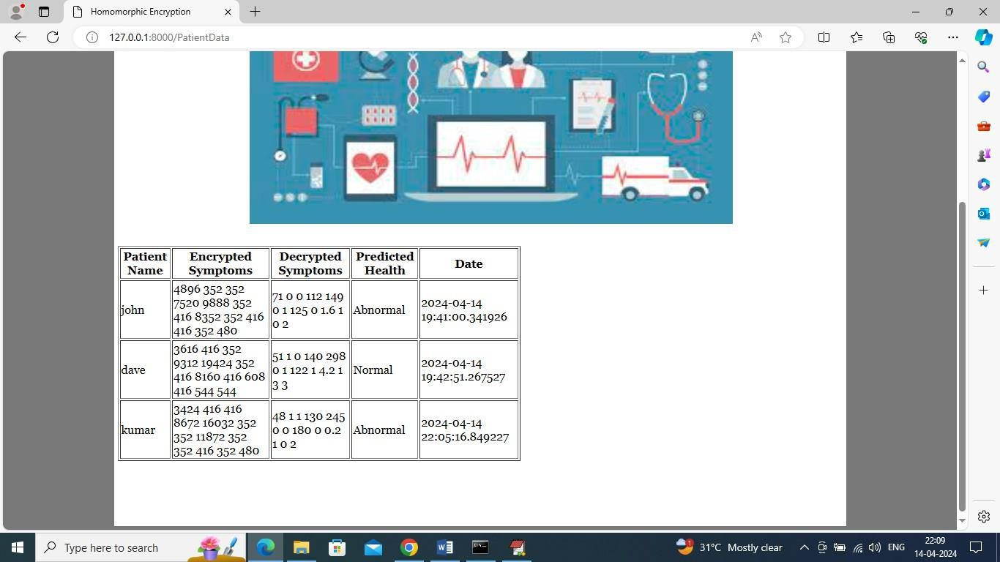 Homomorphic Encryption
127.0.0.1:8000/PatientData
Patient Name
Encrypted Symptoms
Decrypted Symptoms
Predicted Health
Date
john
4896 352 352
7520 9888 352
416 8352 352 416
416 352 480
71 0 0 112 149
0 1 125 0 1.6 1
0 2
Abnormal
2024-04-14
19:41:00.341926
dave
3616 416 352
9312 19424 352
416 8160 416 608
416 544 544
51 1 0 140 298
0 1 122 1 4.2 1
3 3
Normal
2024-04-14
19:42:51.267527
kumar
3424 416 416
8672 16032 352
352 11872 352
352 416 352 480
48 1 1 130 245
0 0 180 0 0.2
1 0 2
Abnormal
2024-04-14
22:05:16.849227
Type here to search
1
31°C Mostly clear
ENG
22:09
14-04-2024